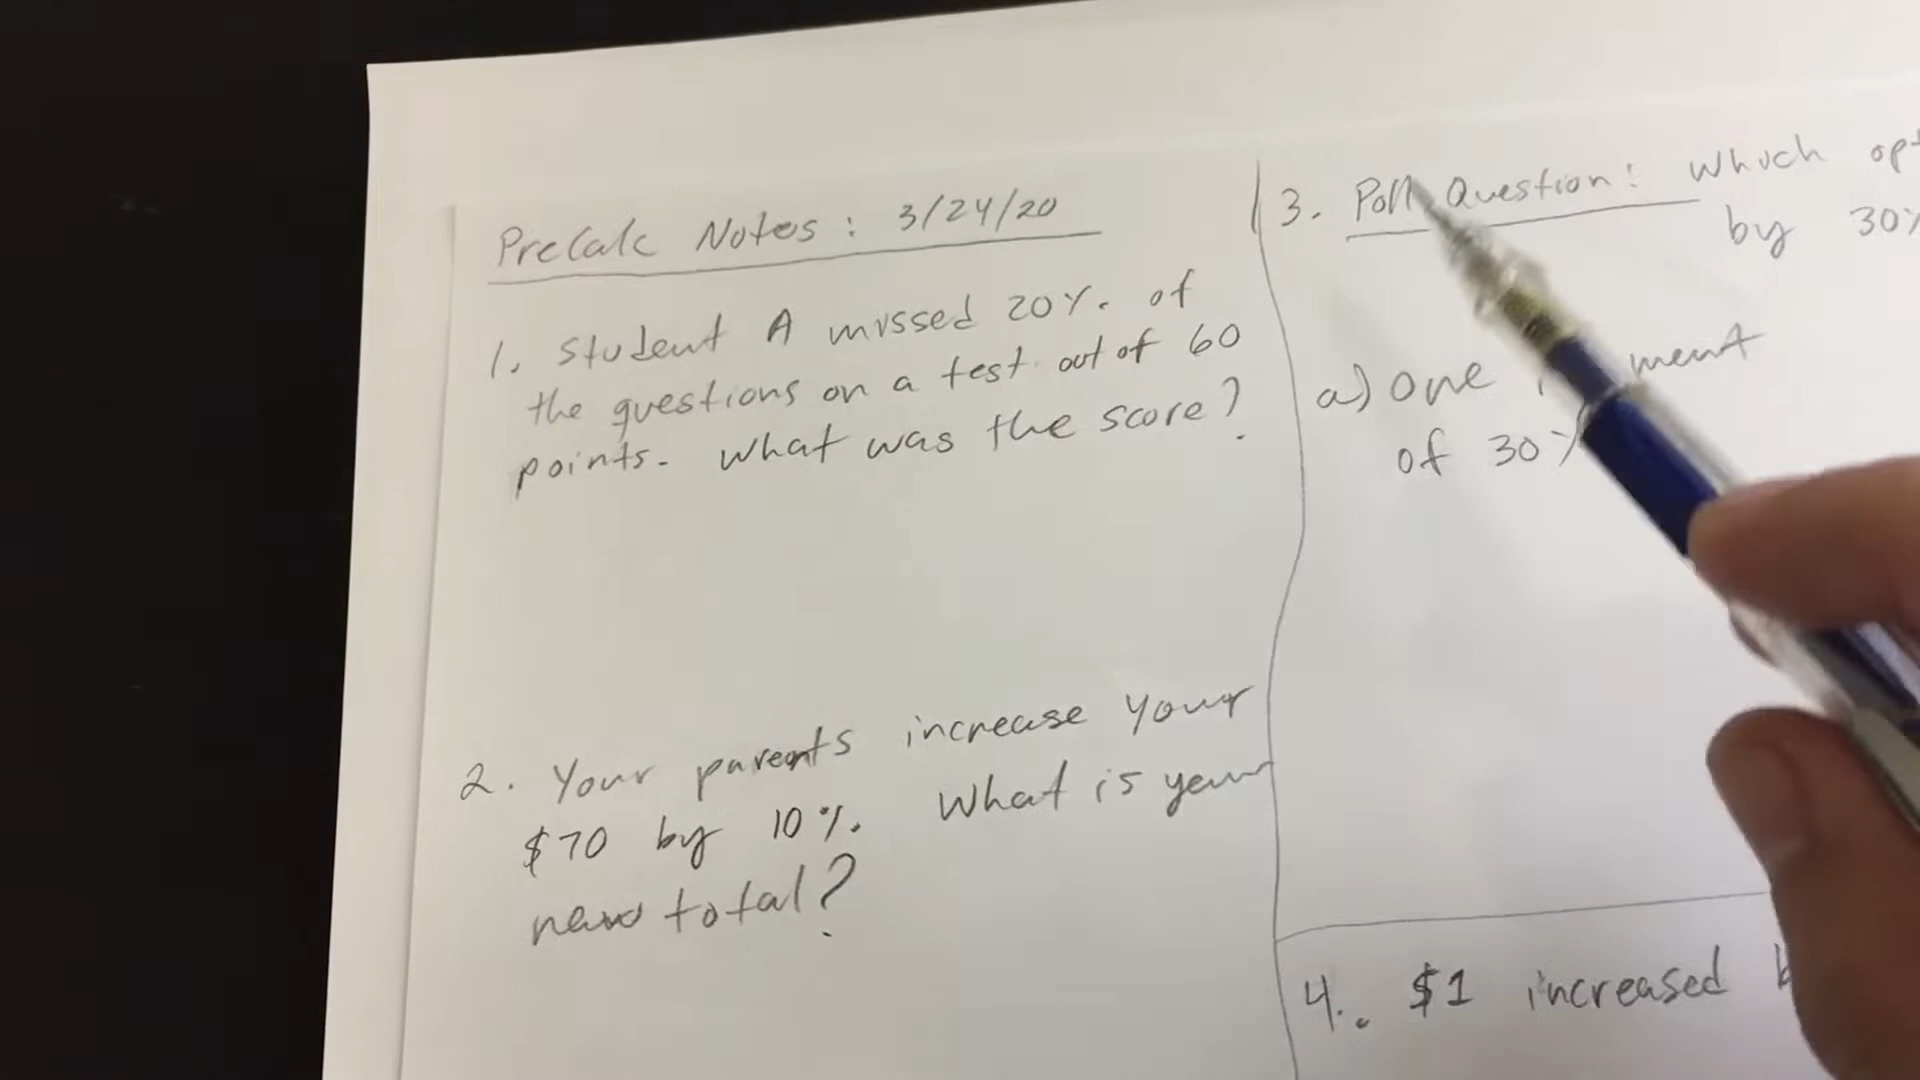 PreCalc Notes: 3/24/20
1. Student A missed 20% of
the questions on a test out of 60
points. What was the score?
2. Your parents increase your
$70 by 10%. What is your
new total?
3. Poll Question: Which
by 30%
a) One
of 30%
4. $1 increased